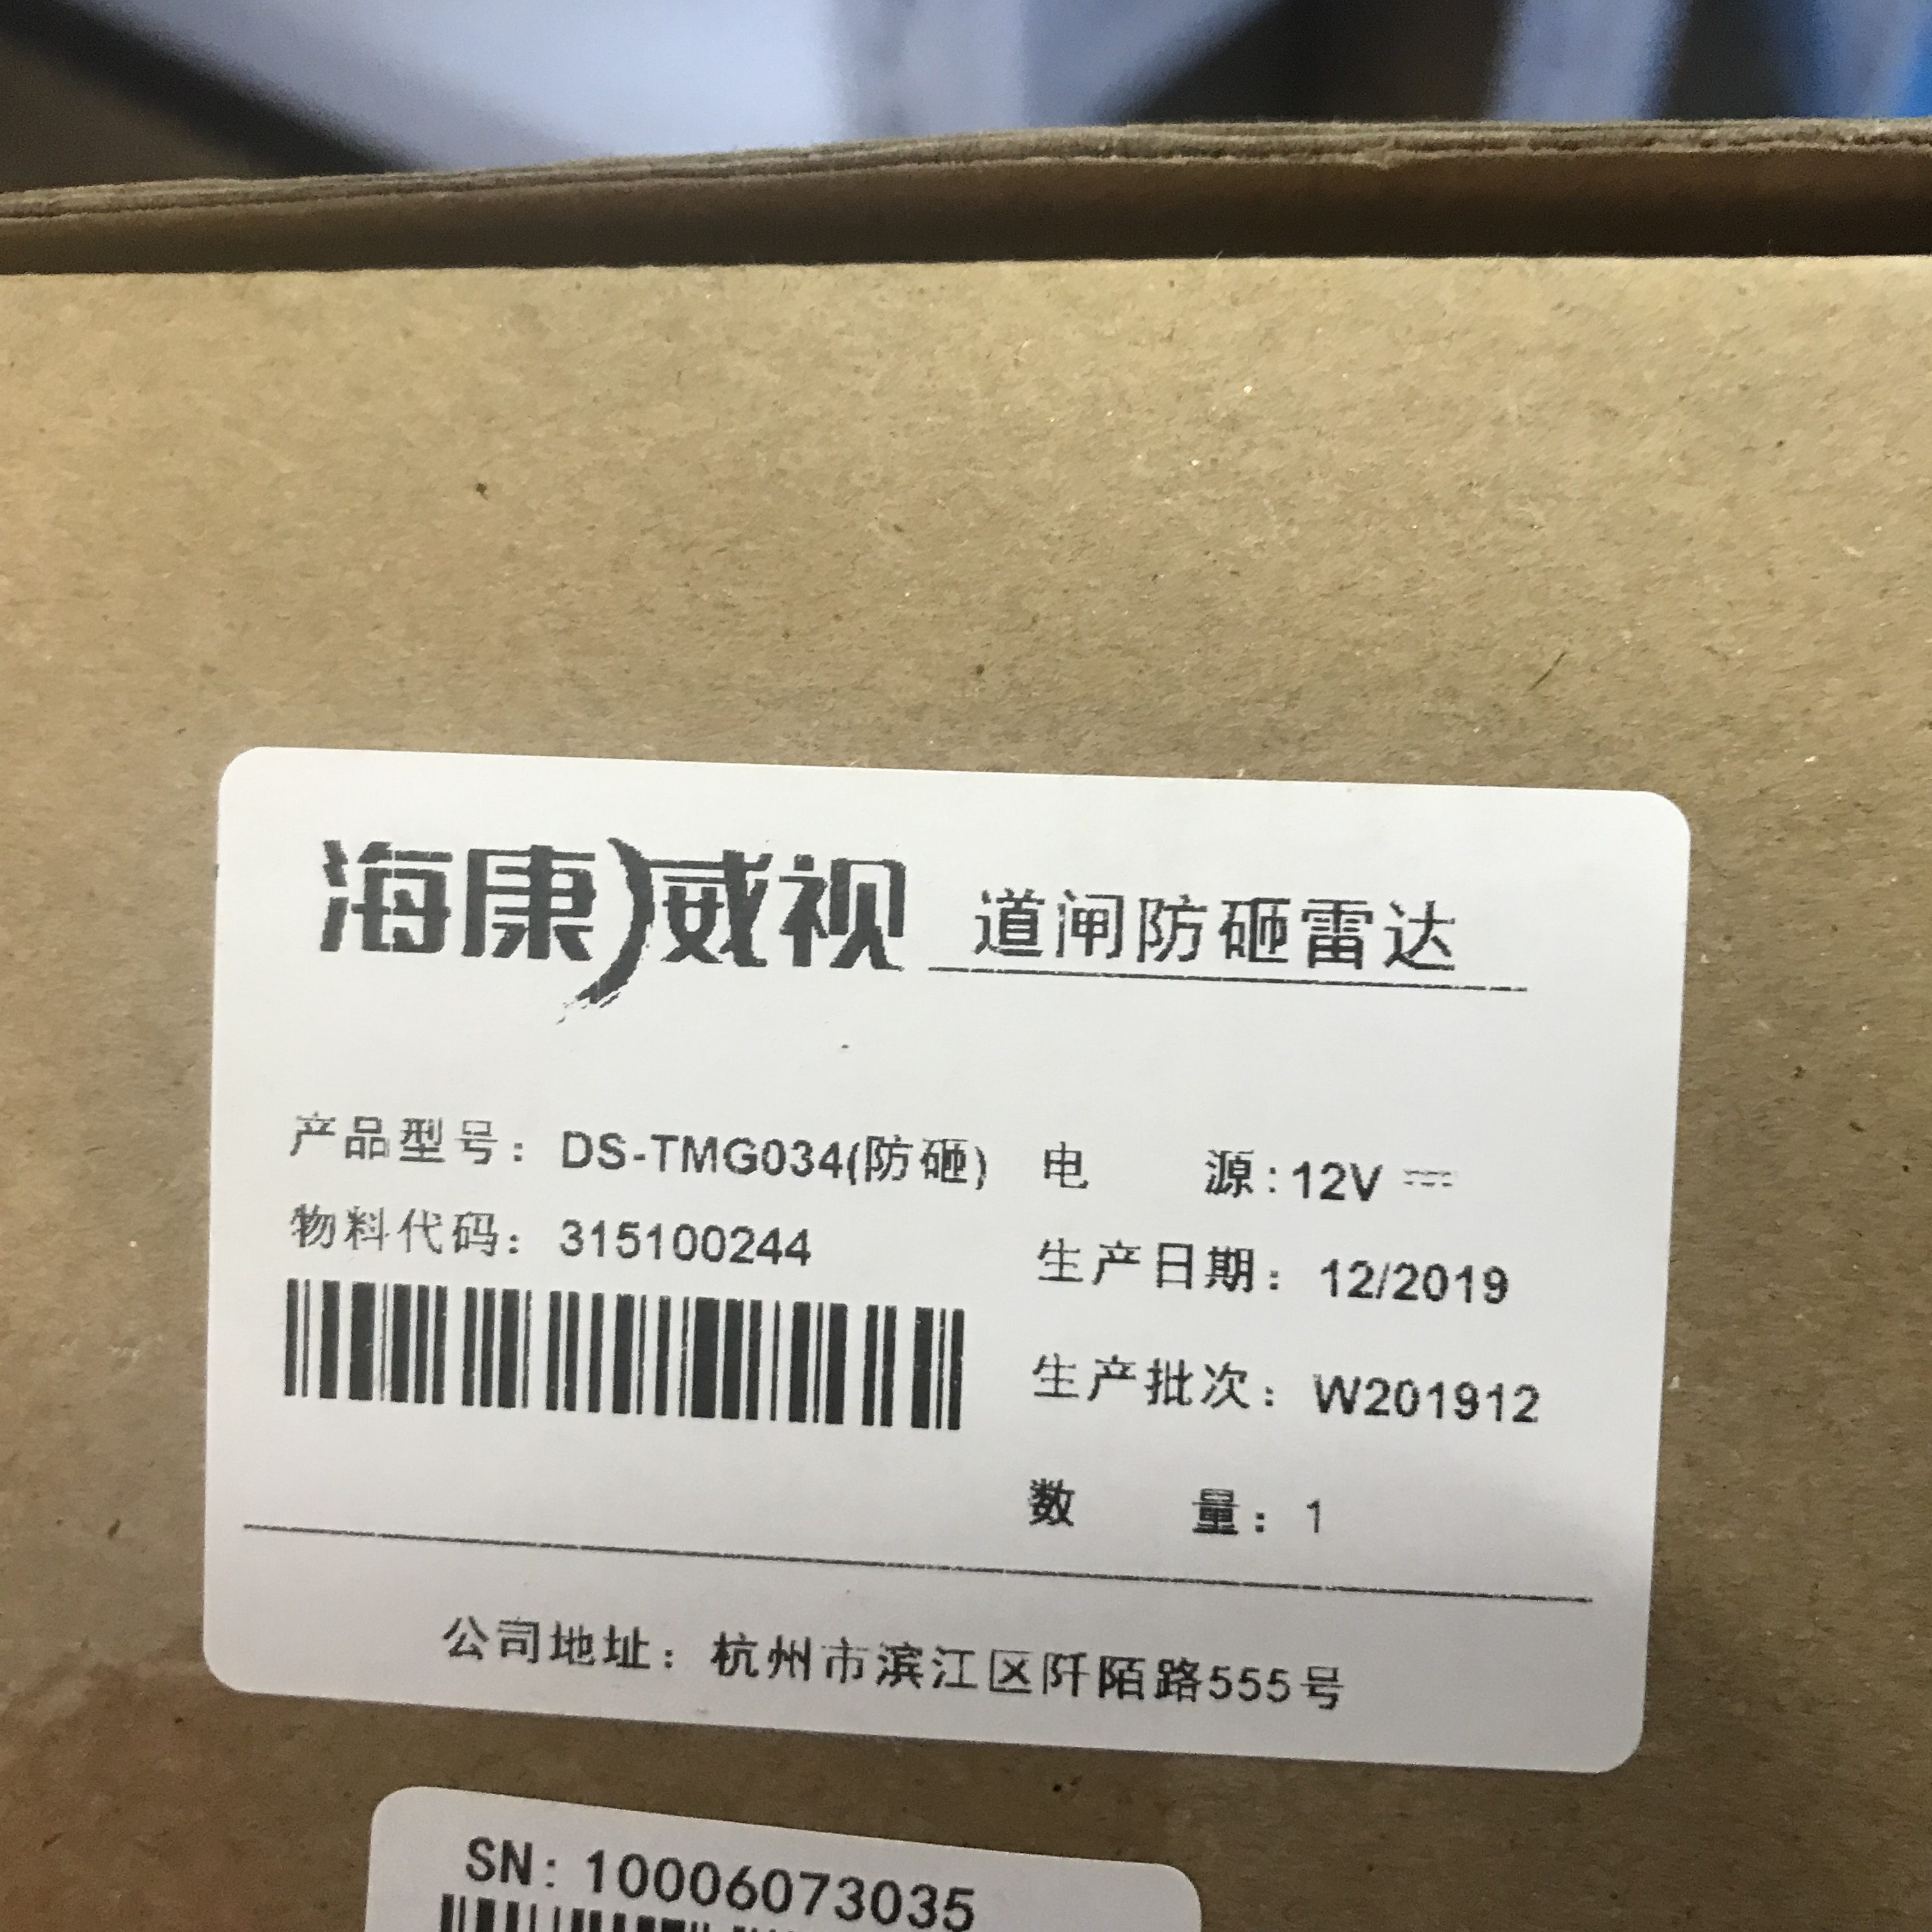 海康威视 道闸防砸雷达
产品型号：DS-TMG034(防砸) 电 源:12V
物料代码：315100244
生产日期：12/2019
生产批次：W201912
数 量：1
公司地址：杭州市滨江区阡陌路555号
SN:10006073035